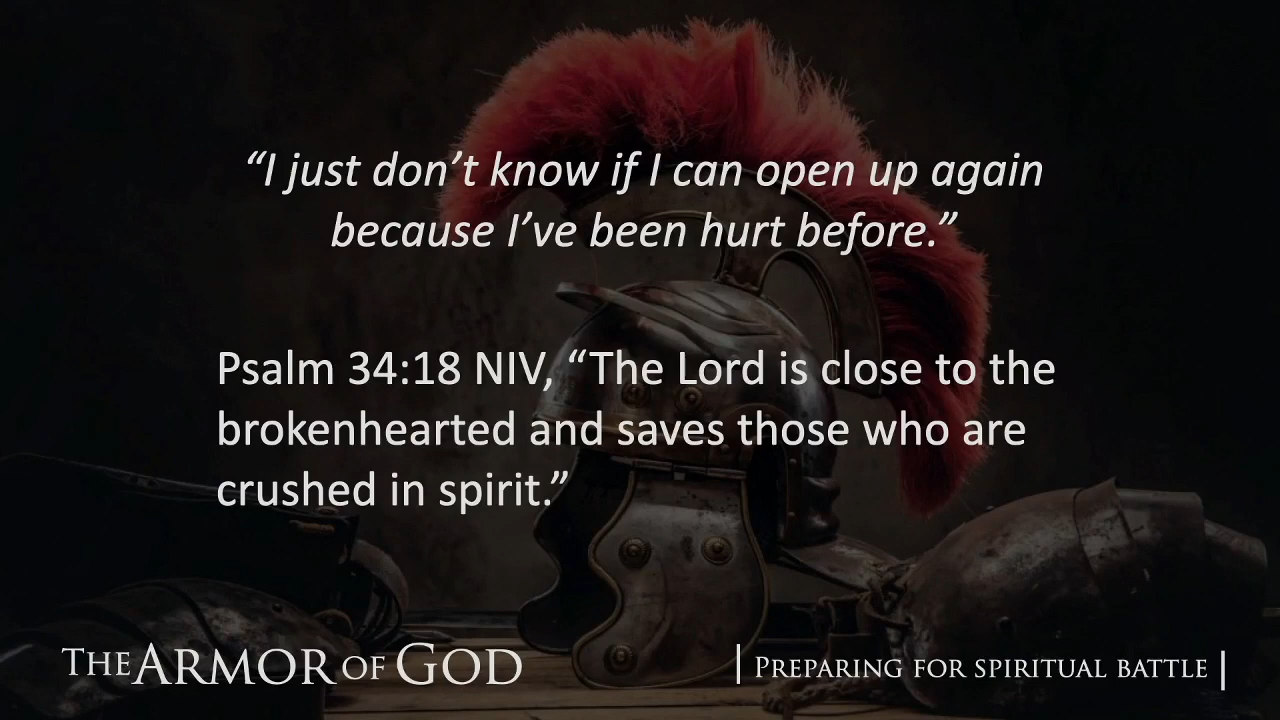 “I just don’t know if I can open up again
because I’ve been hurt before.”
Psalm 34:18 NIV, “The Lord is close to the
brokenhearted and saves those who are
crushed in spirit.”
THE ARMOR OF GOD
| PREPARING FOR SPIRITUAL BATTLE |